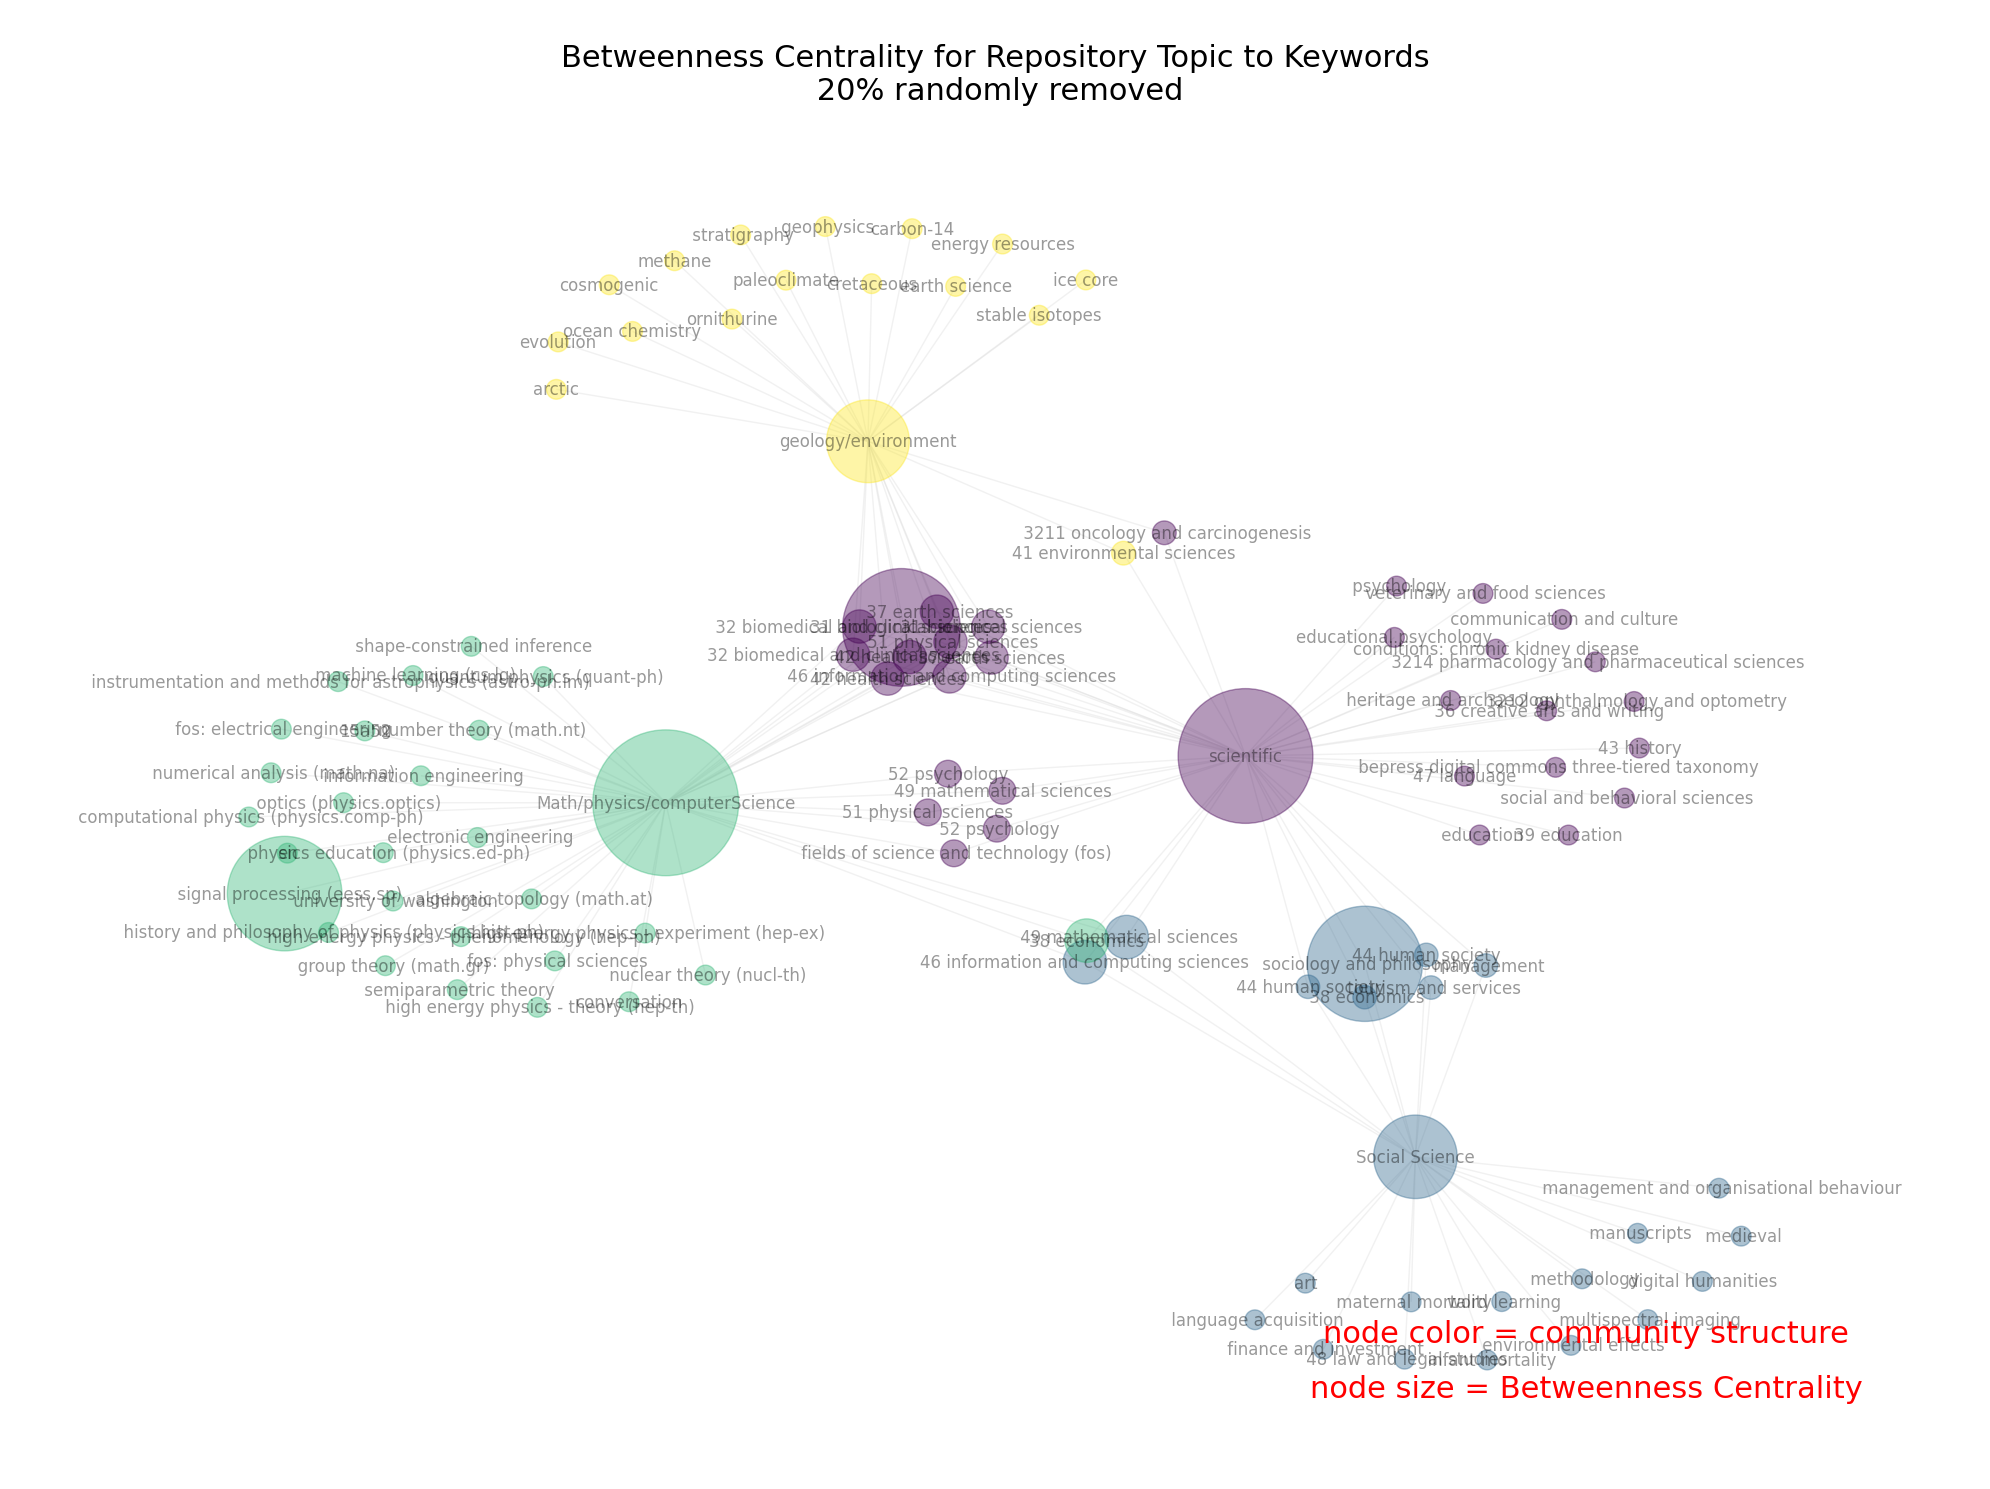 Betweenness Centrality for Repository Topic to Keywords
20% randomly removed
geophysics
carbon-14
stratigraphy
energy resources
methane
paleoclimate
cretaceous
earth science
ice core
cosmogenic
ornithurine
stable isotopes
ocean chemistry
evolution
arctic
geology/environment
3211 oncology and carcinogenesis
41 environmental sciences
psychology
veterinary and food sciences
37 earth sciences
communication and culture
32 biomedical and clinical sciences
31 biological sciences
sciences
educational psychology
51 physical sciences
shape-constrained inference
conditions: chronic kidney disease
32 biomedical and clinical sciences
42 health sciences
37 earth sciences
3214 pharmacology and pharmaceutical sciences
machine learning
quantum physics (quant-ph)
46 information and computing sciences
42 health sciences
instrumentation and methods for astrophysics (astro-ph.im)
heritage and archaeology
3212 ophthalmology and optometry
36 creative arts and writing
fos: electrical engineering
number theory (math.nt)
43 history
scientific
bepress digital commons three-tiered taxonomy
47 language
numerical analysis (math.na)
information engineering
52 psychology
49 mathematical sciences
social and behavioral sciences
optics (physics.optics)
Math/physics/computerScience
computational physics (physics.comp-ph)
51 physical sciences
52 psychology
electronic engineering
education
39 education
physics education (physics.ed-ph)
fields of science and technology (fos)
signal processing (eess.sp)
university of washington
algebraic topology (math.at)
history and philosophy of physics (physics.hist-ph)
high energy physics - phenomenology (hep-ph)
high energy physics - experiment (hep-ex)
49 mathematical sciences
38 economics
44 human society
fos: physical sciences
group theory (math.gr)
46 information and computing sciences
sociology and philosophy
management
nuclear theory (nucl-th)
semiparametric theory
44 human society
tourism and services
38 economics
conversation
high energy physics - theory (hep-th)
Social Science
management and organisational behaviour
manuscripts
medieval
art
methodology
digital humanities
maternal mortality
word learning
language acquisition
multispectral imaging
node color = community structure
finance and investment
environmental effects
48 law and legal studies
infant mortality
node size = Betweenness Centrality